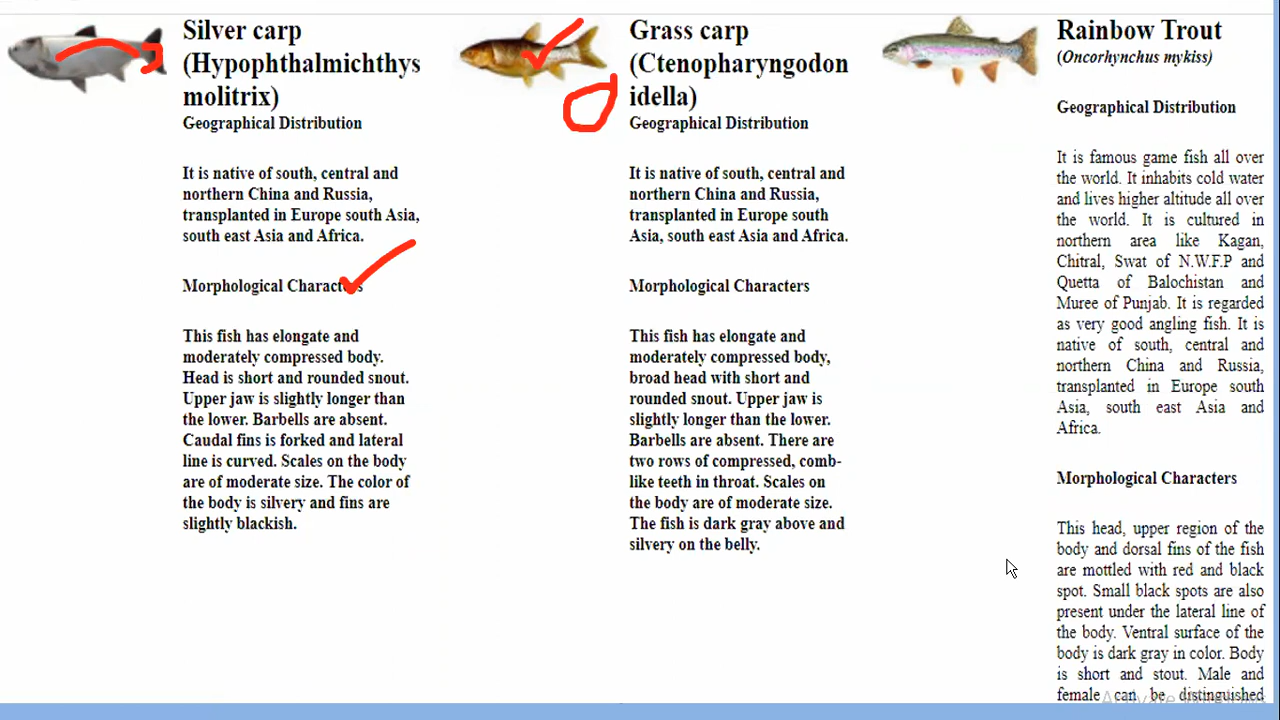 Silver carp
(Hypophthalmichthys
molitrix)
Geographical Distribution
It is native of south, central and
northern China and Russia,
transplanted in Europe south Asia,
south east Asia and Africa.
Morphological Characters
This fish has elongate and
moderately compressed body.
Head is short and rounded snout.
Upper jaw is slightly longer than
the lower. Barbells are absent.
Caudal fins is forked and lateral
line is curved. Scales on the body
are of moderate size. The color of
the body is silvery and fins are
slightly blackish.
Grass carp
(Ctenopharyngodon
idella)
Geographical Distribution
It is native of south, central and
northern China and Russia,
transplanted in Europe south
Asia, south east Asia and Africa.
Morphological Characters
This fish has elongate and
moderately compressed body,
broad head with short and
rounded snout. Upper jaw is
slightly longer than the lower.
Barbells are absent. There are
two rows of compressed, comb-
like teeth in throat. Scales on
the body are of moderate size.
The fish is dark gray above and
silvery on the belly.
Rainbow Trout
(Oncorhynchus mykiss)
Geographical Distribution
It is famous game fish all over
the world. It inhabits cold water
and lives higher altitude all over
the world. It is cultured in
northern area like Kagan,
Chitral, Swat of N.W.F.P and
Quetta of Balochistan and
Muree of Punjab. It is regarded
as very good angling fish. It is
native of south, central and
northern China and Russia,
transplanted in Europe south
Asia, south east Asia and
Africa.
Morphological Characters
This head, upper region of the
body and dorsal fins of the fish
are mottled with red and black
spot. Small black spots are also
present under the lateral line of
the body. Ventral surface of the
body is dark gray in color. Body
is short and stout. Male and
female can be distinguished